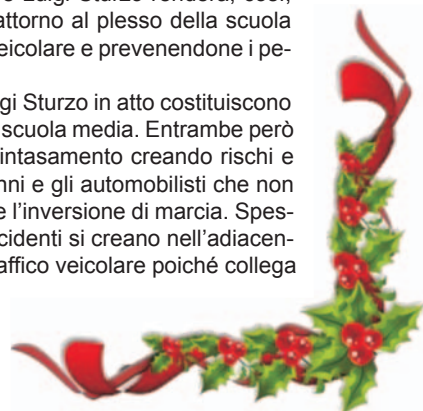 Luigi Sturzo renderà, così,
attorno al plesso della scuola
eicolare e prevenendone i pe-
gi Sturzo in atto costituiscono
scuola media. Entrambe però
intasamento creando rischi e
nni e gli automobilisti che non
e l'inversione di marcia. Spes-
cidenti si creano nell'adiacen-
affico veicolare poiché collega